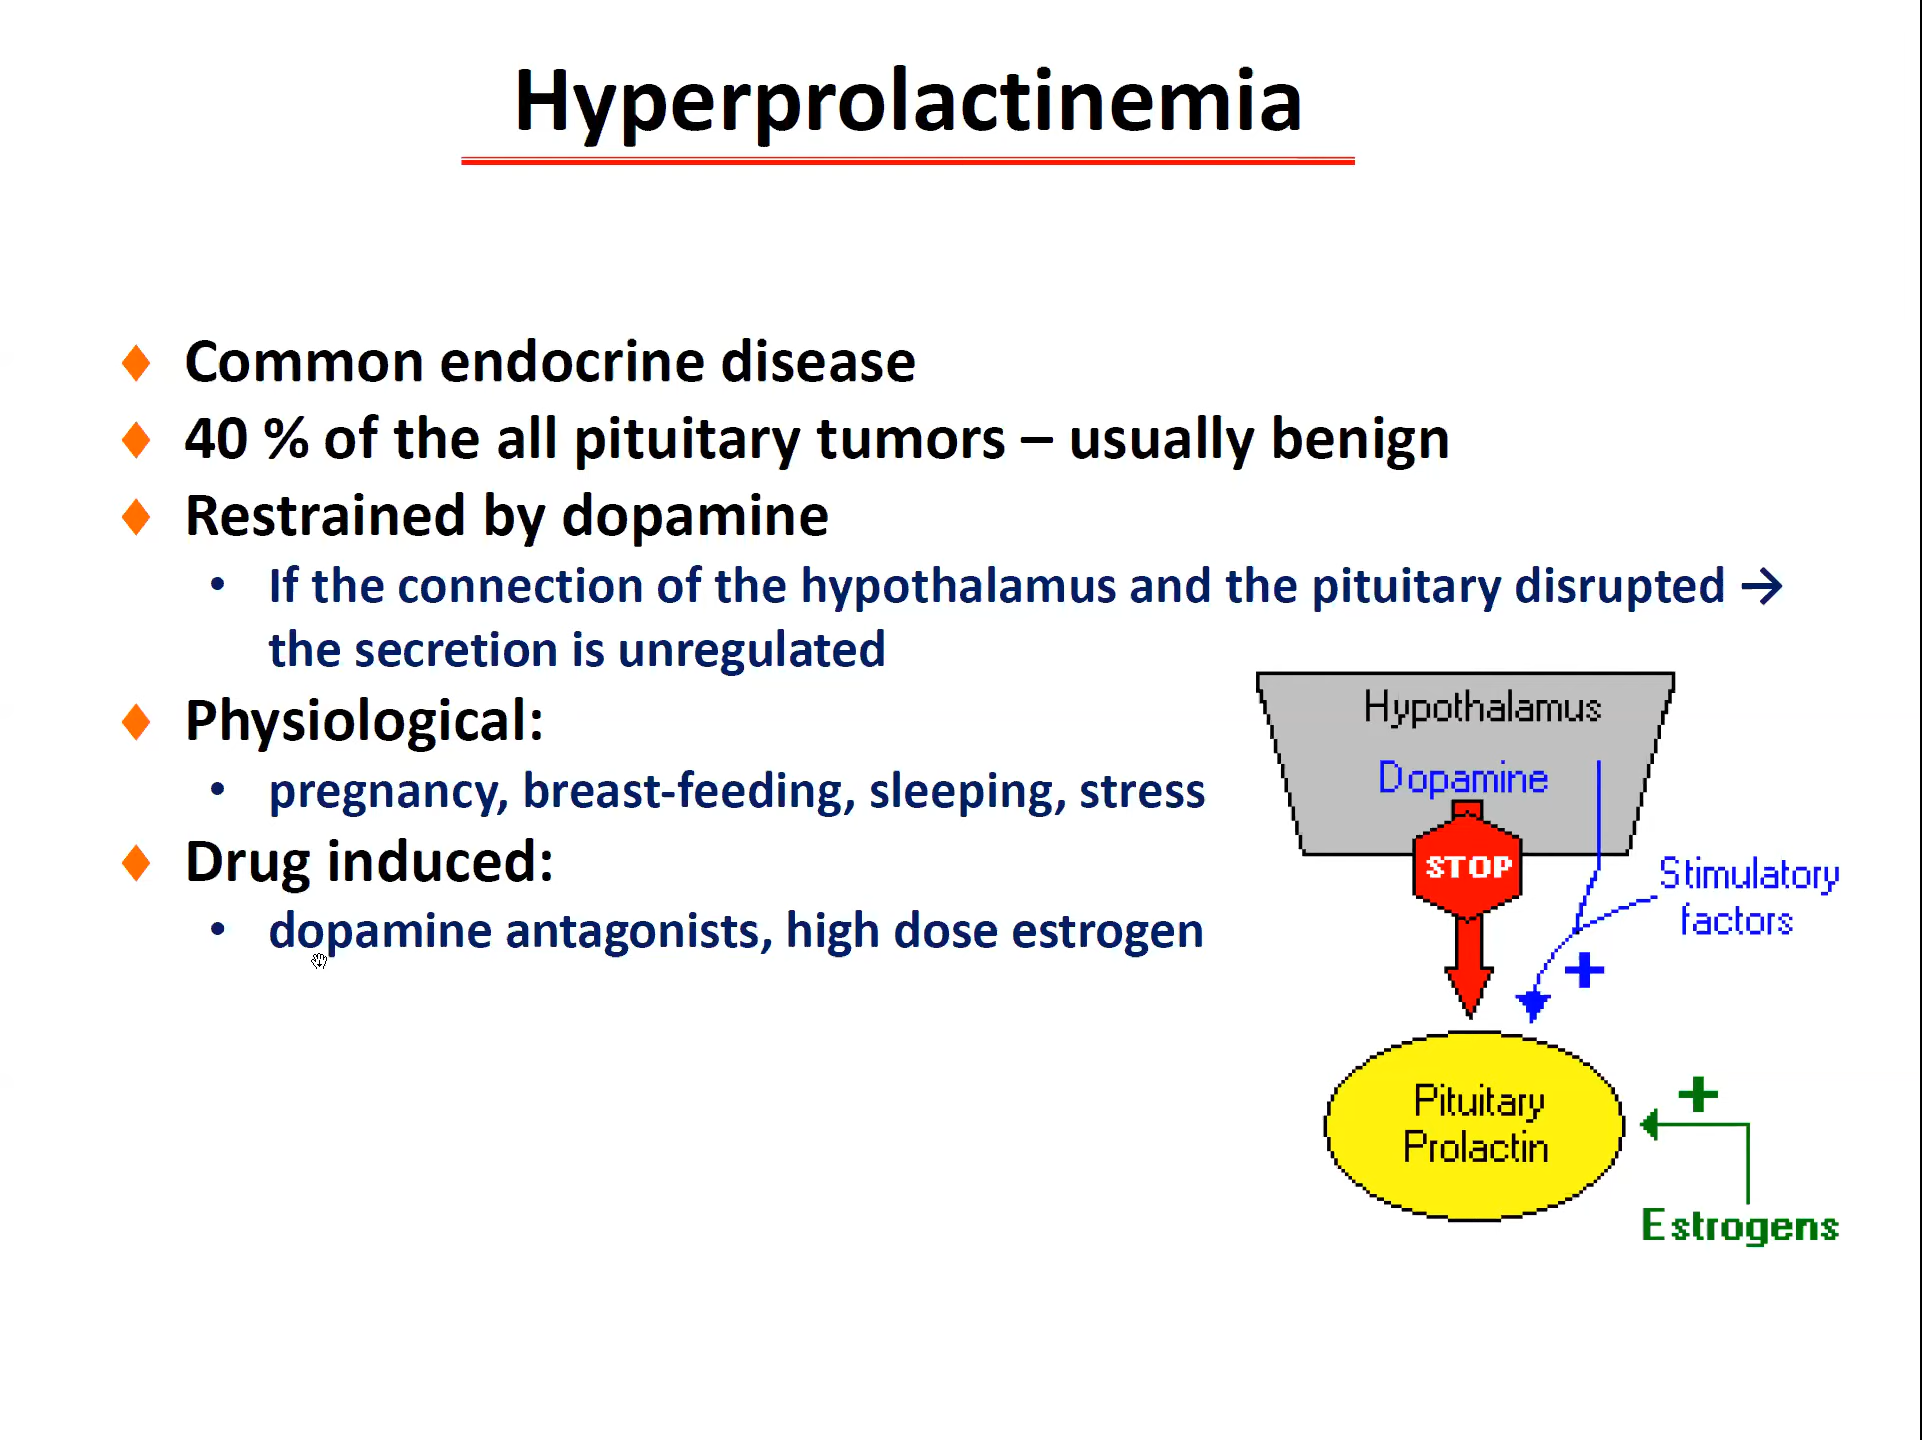 Hyperprolactinemia
♦ Common endocrine disease
♦ 40 % of the all pituitary tumors – usually benign
♦ Restrained by dopamine
• If the connection of the hypothalamus and the pituitary disrupted →
the secretion is unregulated
♦ Physiological:
• pregnancy, breast-feeding, sleeping, stress
♦ Drug induced:
• dopamine antagonists, high dose estrogen
Hypothalamus
Dopamine
STOP
Stimulatory
factors
+
Pituitary
Prolactin
+
Estrogens